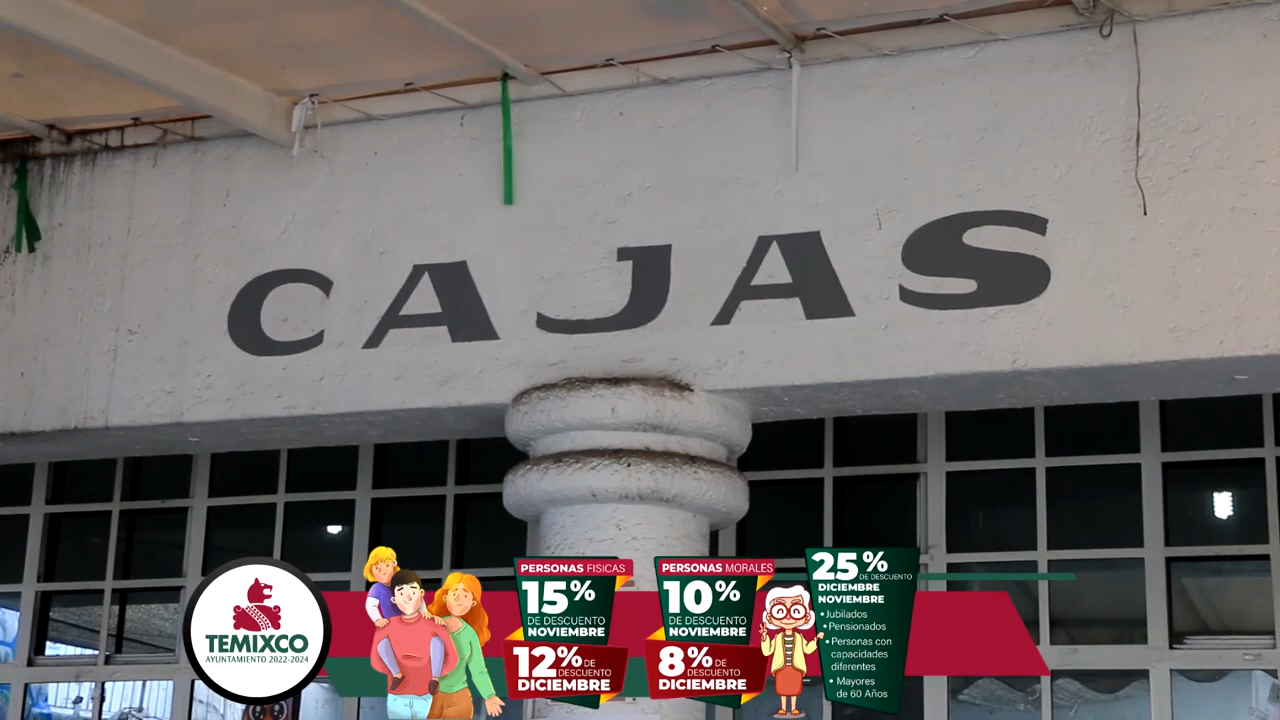 CAJAS
TEMIXCO
AYUNTAMIENTO 2022-2024
PERSONAS FISICAS
15%
DE DESCUENTO
NOVIEMBRE
12% DE
DESCUENTO
DICIEMBRE
PERSONAS MORALES
10%
DE DESCUENTO
NOVIEMBRE
8% DE
DESCUENTO
DICIEMBRE
25%
DE DESCUENTO
DICIEMBRE
NOVIEMBRE
• Jubilados
• Pensionados
• Personas con
capacidades
diferentes
• Mayores
de 60 Años